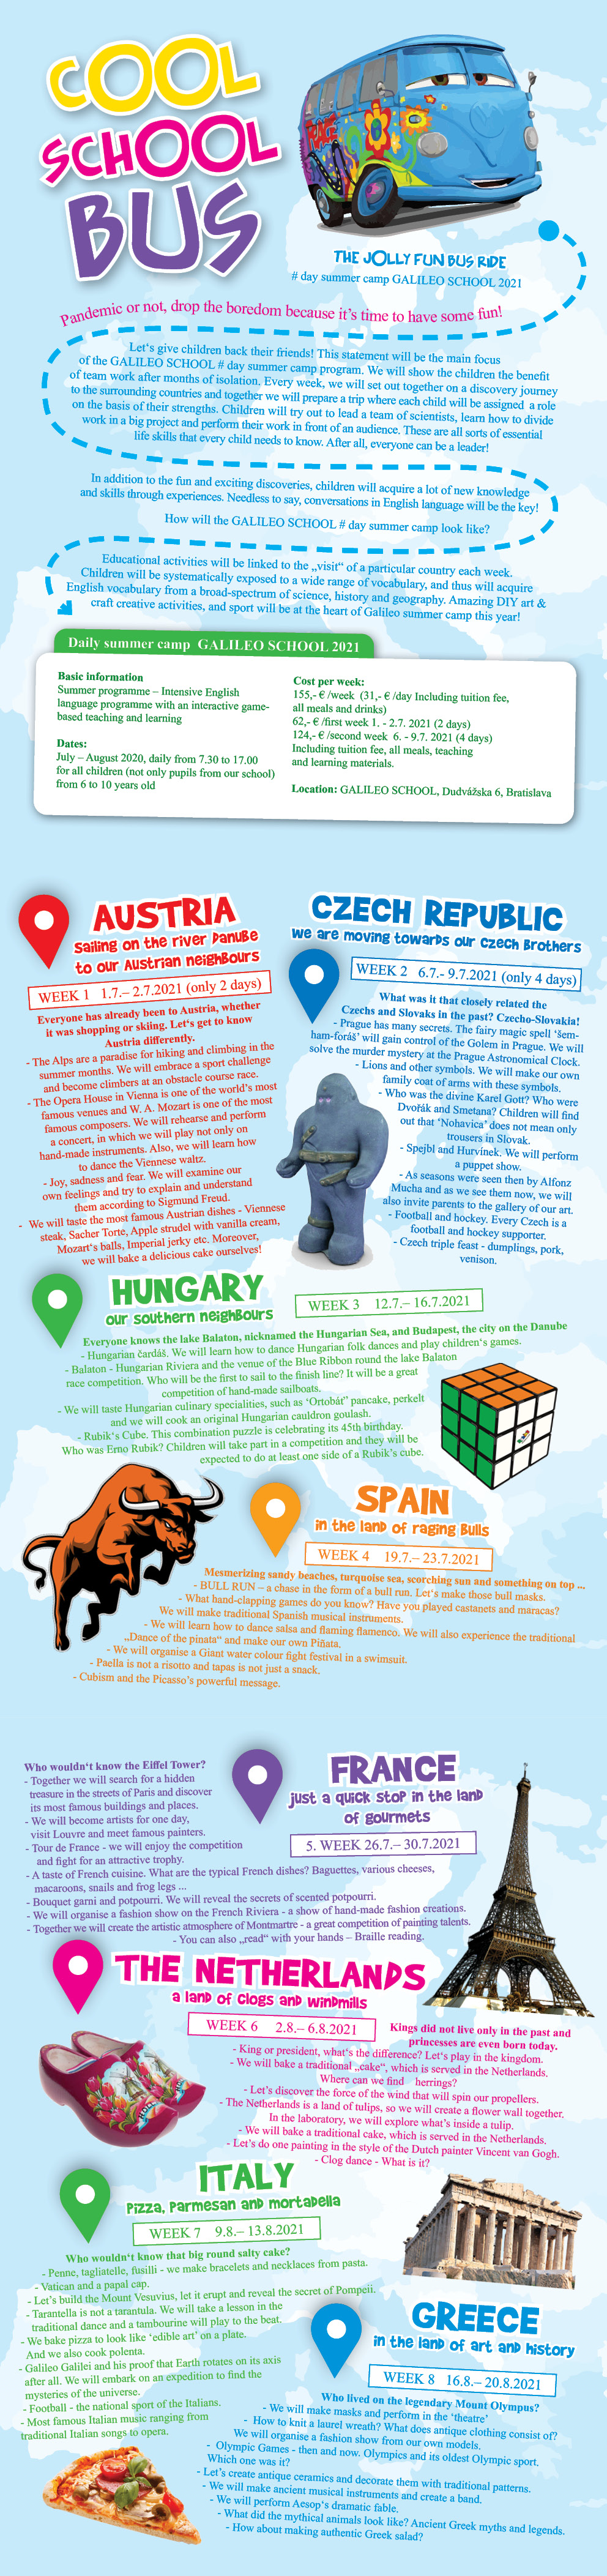 COOL
SCHOOL
BUS
RACE
THE JOLLY FUN BUS RIDE
# day summer camp GALILEO SCHOOL 2021
Pandemic or not, drop the boredom because it's time to have some fun!
Let's give children back their friends! This statement will be the main focus
of the GALILEO SCHOOL # day summer camp program. We will show the children the benefit
of team work after months of isolation. Every week, we will set out together on a discovery journey
to the surrounding countries and together we will prepare a trip where each child will be assigned a role
on the basis of their strengths. Children will try out to lead a team of scientists, learn how to divide
work in a big project and perform their work in front of an audience. These are all sorts of essential
life skills that every child needs to know. After all, everyone can be a leader!
In addition to the fun and exciting discoveries, children will acquire a lot of new knowledge
and skills through experiences. Needless to say, conversations in English language will be the key!
How will the GALILEO SCHOOL # day summer camp look like?
Educational activities will be linked to the „visit“ of a particular country each week.
Children will be systematically exposed to a wide range of vocabulary, and thus will acquire
English vocabulary from a broad-spectrum of science, history and geography. Amazing DIY art &
craft creative activities, and sport will be at the heart of Galileo summer camp this year!
Daily summer camp GALILEO SCHOOL 2021
Basic information
Summer programme – Intensive English
language programme with an interactive game-
based teaching and learning
Dates:
July – August 2020, daily from 7.30 to 17.00
for all children (not only pupils from our school)
from 6 to 10 years old
Cost per week:
155,- € /week (31,- € /day Including tuition fee,
all meals and drinks)
62,- € /first week 1. - 2.7. 2021 (2 days)
124,- € /second week 6. - 9.7. 2021 (4 days)
Including tuition fee, all meals, teaching
and learning materials.
Location: GALILEO SCHOOL, Dudvážska 6, Bratislava
AUSTRIA
Sailing on the river Danube
to our Austrian neighbours
WEEK 1 1.7.– 2.7.2021 (only 2 days)
Everyone has already been to Austria, whether
it was shopping or skiing. Let's get to know
Austria differently.
- The Alps are a paradise for hiking and climbing in the
summer months. We will embrace a sport challenge
and become climbers at an obstacle course race.
- The Opera House in Vienna is one of the world's most
famous venues and W. A. Mozart is one of the most
famous composers. We will rehearse and perform
a concert, in which we will play not only on
hand-made instruments. Also, we will learn how
to dance the Viennese waltz.
- Joy, sadness and fear. We will examine our
own feelings and try to explain and understand
them according to Sigmund Freud.
- We will taste the most famous Austrian dishes - Viennese
steak, Sacher Torte, Apple strudel with vanilla cream,
Mozart's balls, Imperial jerky etc. Moreover,
we will bake a delicious cake ourselves!
CZECH REPUBLIC
we are moving towards our Czech Brothers
WEEK 2 6.7.- 9.7.2021 (only 4 days)
What was it that closely related the
Czechs and Slovaks in the past? Czecho-Slovakia!
- Prague has many secrets. The fairy magic spell ‘šem-
ham-foráš’ will gain control of the Golem in Prague. We will
solve the murder mystery at the Prague Astronomical Clock.
- Lions and other symbols. We will make our own
family coat of arms with these symbols.
- Who was the divine Karel Gott? Who were
Dvořák and Smetana? Children will find
out that ‘Nohavica’ does not mean only
trousers in Slovak.
- Spejbl and Hurvínek. We will perform
a puppet show.
- As seasons were seen then by Alfonz
Mucha and as we see them now, we will
also invite parents to the gallery of our art.
- Football and hockey. Every Czech is a
football and hockey supporter.
- Czech triple feast - dumplings, pork,
venison.
HUNGARY
our southern neighbours
WEEK 3 12.7.– 16.7.2021
Everyone knows the lake Balaton, nicknamed the Hungarian Sea, and Budapest, the city on the Danube
- Hungarian čardáš. We will learn how to dance Hungarian folk dances and play children's games.
- Balaton - Hungarian Riviera and the venue of the Blue Ribbon round the lake Balaton
race competition. Who will be the first to sail to the finish line? It will be a great
competition of hand-made sailboats.
- We will taste Hungarian culinary specialities, such as ‘Ortobát” pancake, perkelt
and we will cook an original Hungarian cauldron goulash.
- Rubik's Cube. This combination puzzle is celebrating its 45th birthday.
Who was Erno Rubik? Children will take part in a competition and they will be
expected to do at least one side of a Rubik's cube.
SPAIN
in the land of raging Bulls
WEEK 4 19.7.– 23.7.2021
Mesmerizing sandy beaches, turquoise sea, scorching sun and something on top ...
- BULL RUN – a chase in the form of a bull run. Let's make those bull masks.
- What hand-clapping games do you know? Have you played castanets and maracas?
We will make traditional Spanish musical instruments.
- We will learn how to dance salsa and flaming flamenco. We will also experience the traditional
„Dance of the pinata“ and make our own Piñata.
- We will organise a Giant water colour fight festival in a swimsuit.
- Paella is not a risotto and tapas is not just a snack.
- Cubism and the Picasso's powerful message.
FRANCE
just a quick stop in the land
of gourmets
5. WEEK 26.7.– 30.7.2021
Who wouldn't know the Eiffel Tower?
- Together we will search for a hidden
treasure in the streets of Paris and discover
its most famous buildings and places.
- We will become artists for one day,
visit Louvre and meet famous painters.
- Tour de France - we will enjoy the competition
and fight for an attractive trophy.
- A taste of French cuisine. What are the typical French dishes? Baguettes, various cheeses,
macaroons, snails and frog legs ...
- Bouquet garni and potpourri. We will reveal the secrets of scented potpourri.
- We will organise a fashion show on the French Riviera - a show of hand-made fashion creations.
- Together we will create the artistic atmosphere of Montmartre - a great competition of painting talents.
- You can also „read“ with your hands – Braille reading.
THE NETHERLANDS
a land of clogs and windmills
WEEK 6 2.8.– 6.8.2021
Kings did not live only in the past and
princesses are even born today.
- King or president, what's the difference? Let's play in the kingdom.
- We will bake a traditional „cake“, which is served in the Netherlands.
Where can we find herrings?
- Let's discover the force of the wind that will spin our propellers.
- The Netherlands is a land of tulips, so we will create a flower wall together.
In the laboratory, we will explore what's inside a tulip.
- We will bake a traditional cake, which is served in the Netherlands.
- Let's do one painting in the style of the Dutch painter Vincent van Gogh.
- Clog dance - What is it?
ITALY
Pizza, Parmesan and mortadella
WEEK 7 9.8.– 13.8.2021
Who wouldn't know that big round salty cake?
- Penne, tagliatelle, fusilli - we make bracelets and necklaces from pasta.
- Vatican and a papal cap.
- Let's build the Mount Vesuvius, let it erupt and reveal the secret of Pompeii.
- Tarantella is not a tarantula. We will take a lesson in the
traditional dance and a tambourine will play to the beat.
- We bake pizza to look like ‘edible art’ on a plate.
And we also cook polenta.
- Galileo Galilei and his proof that Earth rotates on its axis
after all. We will embark on an expedition to find the
mysteries of the universe.
- Football - the national sport of the Italians.
- Most famous Italian music ranging from
traditional Italian songs to opera.
GREECE
in the land of art and history
WEEK 8 16.8.– 20.8.2021
Who lived on the legendary Mount Olympus?
- We will make masks and perform in the ‘theatre’
- How to knit a laurel wreath? What does antique clothing consist of?
We will organise a fashion show from our own models.
- Olympic Games - then and now. Olympics and its oldest Olympic sport.
Which one was it?
- Let's create antique ceramics and decorate them with traditional patterns.
- We will make ancient musical instruments and create a band.
- We will perform Aesop's dramatic fable.
- What did the mythical animals look like? Ancient Greek myths and legends.
- How about making authentic Greek salad?